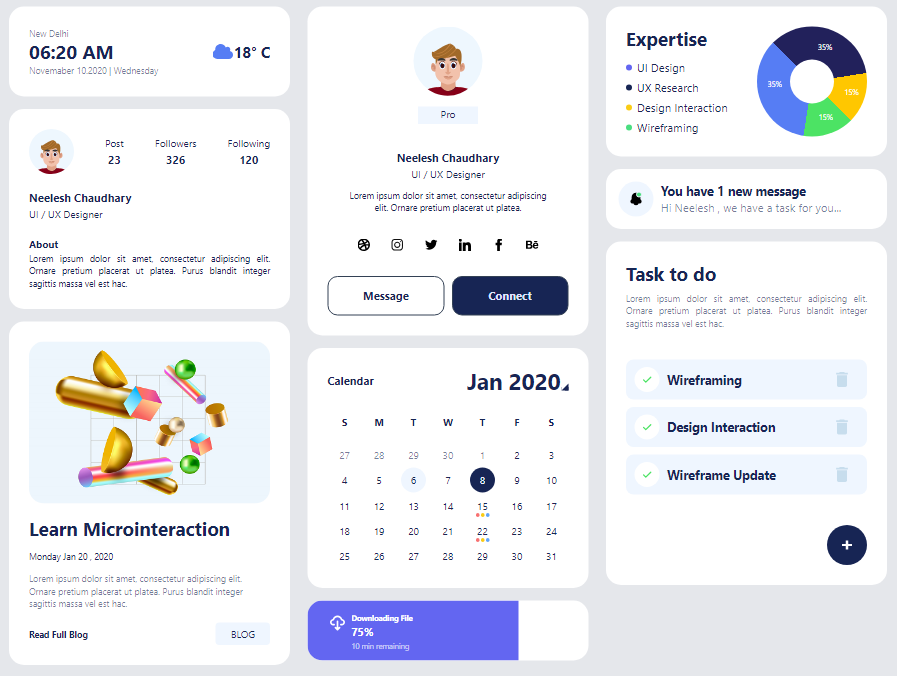 New Delhi
06:20 AM
18° C
Novemaber 10,2020 | Wednesday
Post Followers Following
23 326 120
Neelesh Chaudhary
UI / UX Designer
About
Lorem ipsum dolor sit amet, consectetur adipiscing elit.
Ornare pretium placerat ut platea. Purus blandit integer
sagittis massa vel est hac.
Learn Microinteraction
Monday Jan 20 , 2020
Lorem ipsum dolor sit amet, consectetur adipiscing elit.
Ornare pretium placerat ut platea. Purus blandit integer
sagittis massa vel est hac.
Read Full Blog
BLOG
Pro
Neelesh Chaudhary
UI / UX Designer
Lorem ipsum dolor sit amet, consectetur adipiscing
elit. Ornare pretium placerat ut platea.
in f Bē
Message
Connect
Calendar
Jan 2020
S M T W T F S
27 28 29 30 1 2 3
4 5 6 7 8 9 10
11 12 13 14 15 16 17
18 19 20 21 22 23 24
25 26 27 28 29 30 31
Downloading File
75%
10 min remaining
Expertise
UI Design
UX Research
Design Interaction
Wireframing
35%
35%
15%
15%
You have 1 new message
Hi Neelesh , we have a task for you...
Task to do
Lorem ipsum dolor sit amet, consectetur adipiscing elit.
Ornare pretium placerat ut platea. Purus blandit integer
sagittis massa vel est hac.
Wireframing
Design Interaction
Wireframe Update
+